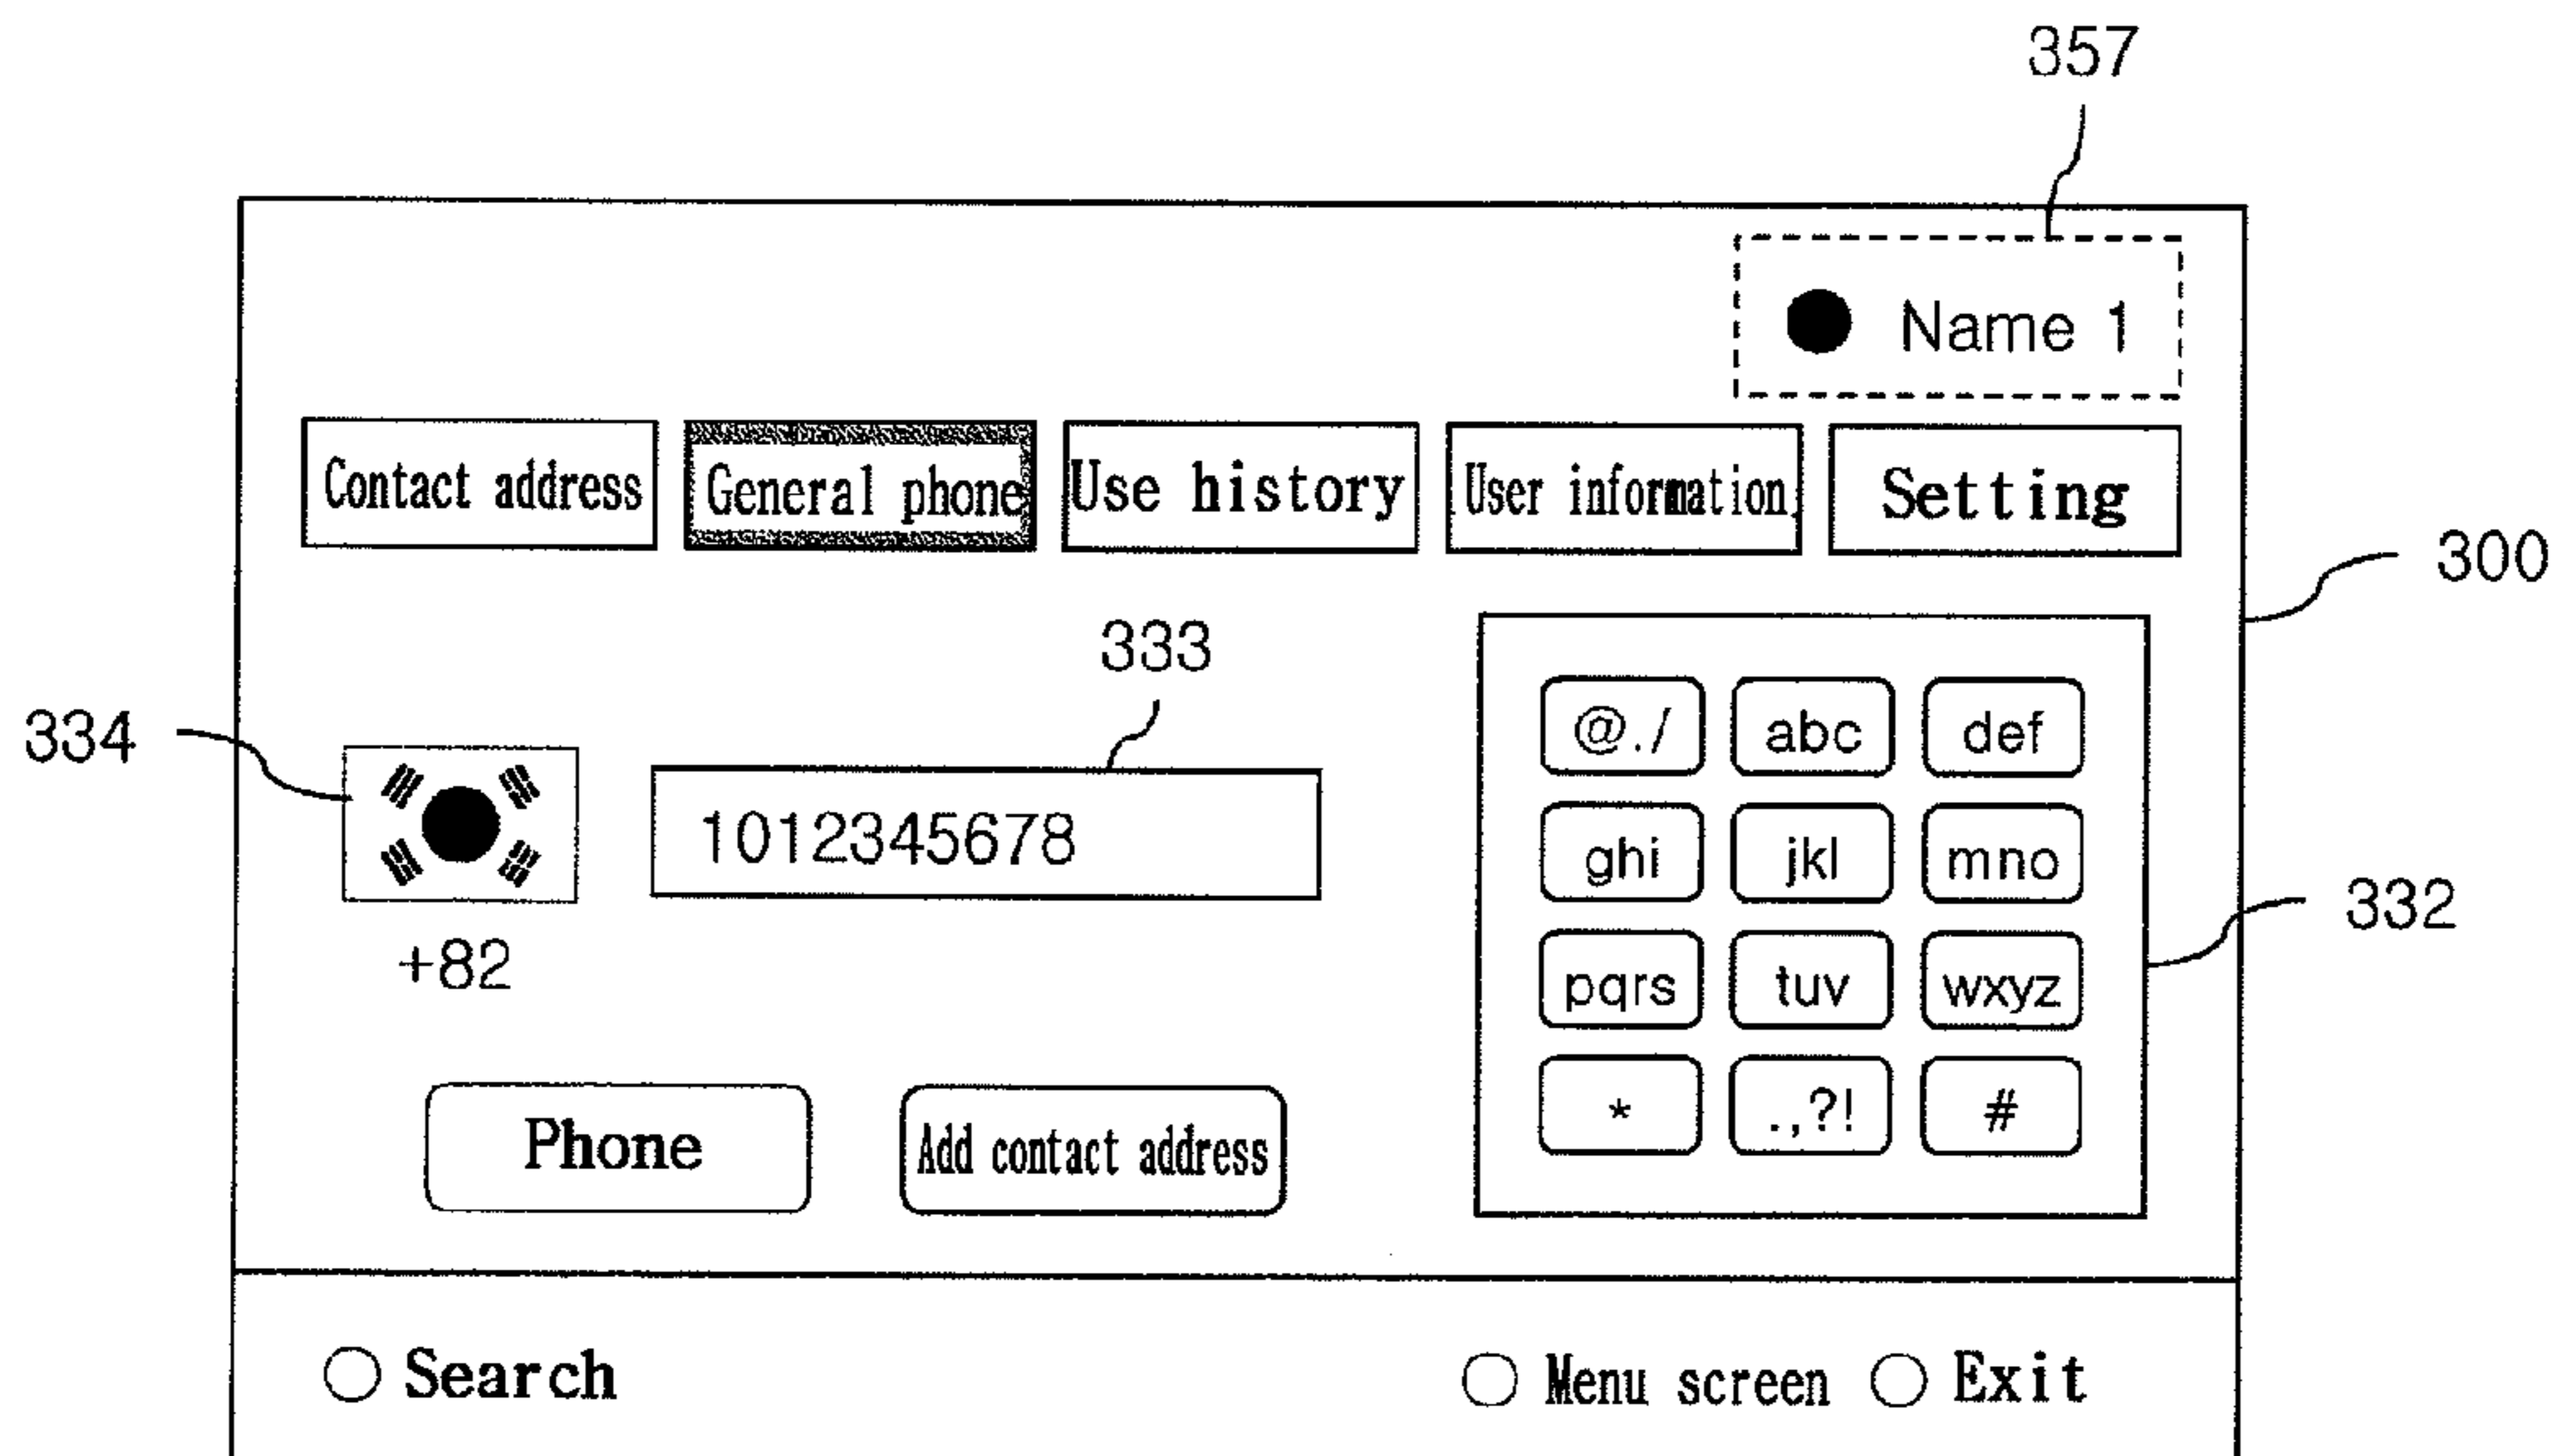 357
Name 1
Contact address General phone Use history User information Setting
300
333
334
1012345678
+82
@./ abc def
ghi jkl mno
332
pqrs tuv wxyz
* .,?! #
Phone Add contact address
Search Menu screen Exit